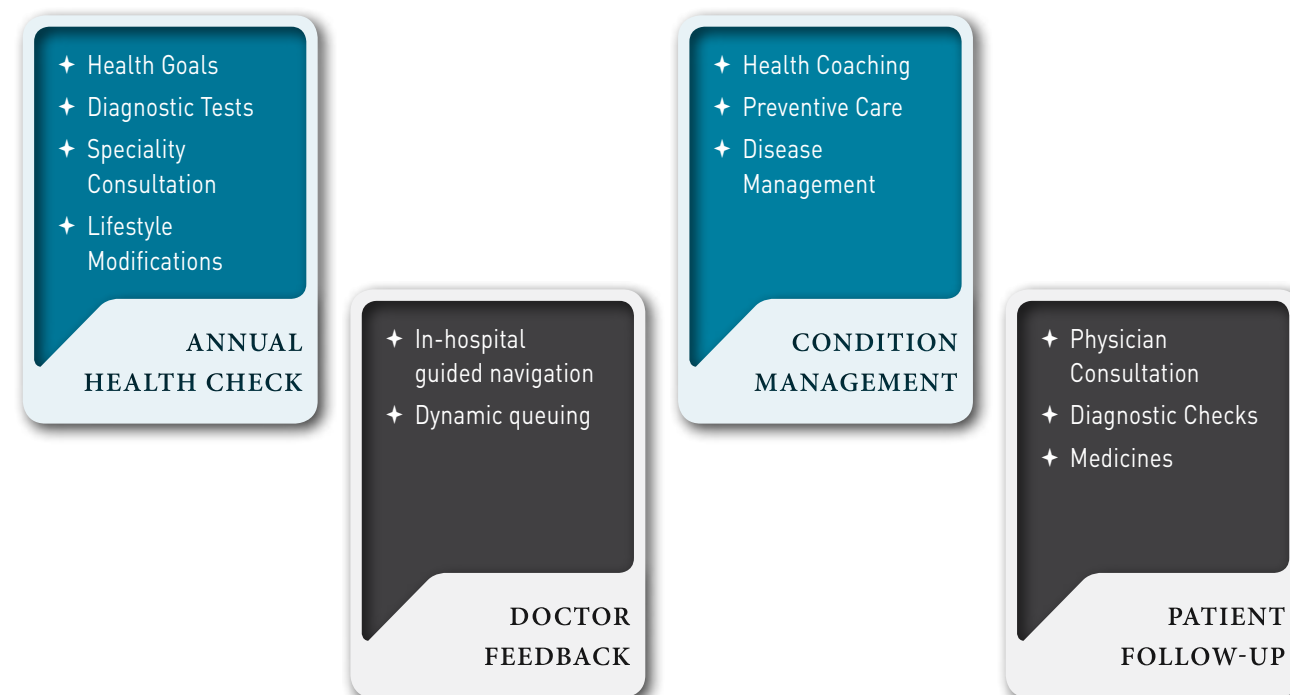 Health Goals
Diagnostic Tests
Speciality
Consultation
Lifestyle
Modifications
ANNUAL
HEALTH CHECK
In-hospital
guided navigation
Dynamic queuing
DOCTOR
FEEDBACK
Health Coaching
Preventive Care
Disease
Management
CONDITION
MANAGEMENT
Physician
Consultation
Diagnostic Checks
Medicines
PATIENT
FOLLOW-UP